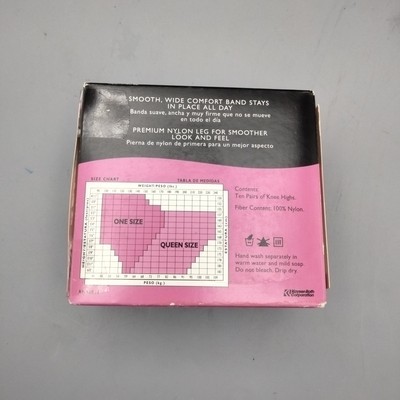 SMOOTH, WIDE COMFORT BAND STAYS
IN PLACE ALL DAY
Banda suave, ancha y muy firme que no se mueve
en todo el día
PREMIUM NYLON LEG FOR SMOOTHER
LOOK AND FEEL
Pierna de nylon de primera para un mejor aspecto
SIZE CHART TABLA DE MEDIDAS
WEIGHT/PESO (lbs.)
ONE SIZE
QUEEN SIZE
PESO (kg.)
Contents:
Ten Pairs of Knee Highs.
Fiber Content: 100% Nylon.
Hand wash separately in
warm water and mild soap
Do not bleach. Drip dry.
Kayser-Roth
Corporation